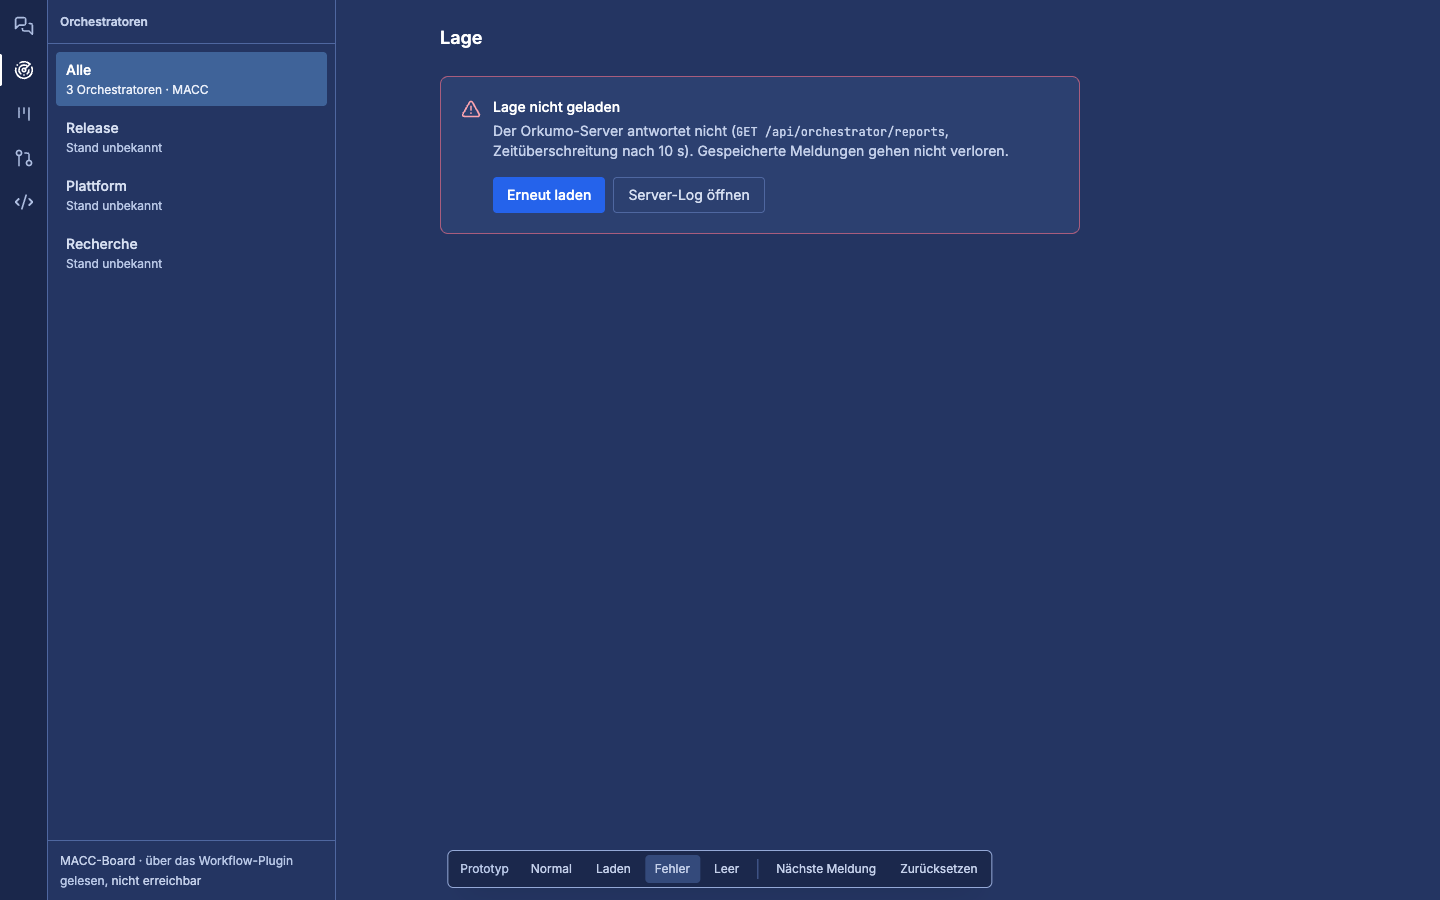 Orchestratoren
Alle
3 Orchestratoren · MACC
Release
Stand unbekannt
Plattform
Stand unbekannt
Recherche
Stand unbekannt
MACC-Board · über das Workflow-Plugin
gelesen, nicht erreichbar
Lage
Lage nicht geladen
Der Orkumo-Server antwortet nicht (GET /api/orchestrator/reports,
Zeitüberschreitung nach 10 s). Gespeicherte Meldungen gehen nicht verloren.
Erneut laden Server-Log öffnen
Prototyp Normal Laden Fehler Leer Nächste Meldung Zurücksetzen